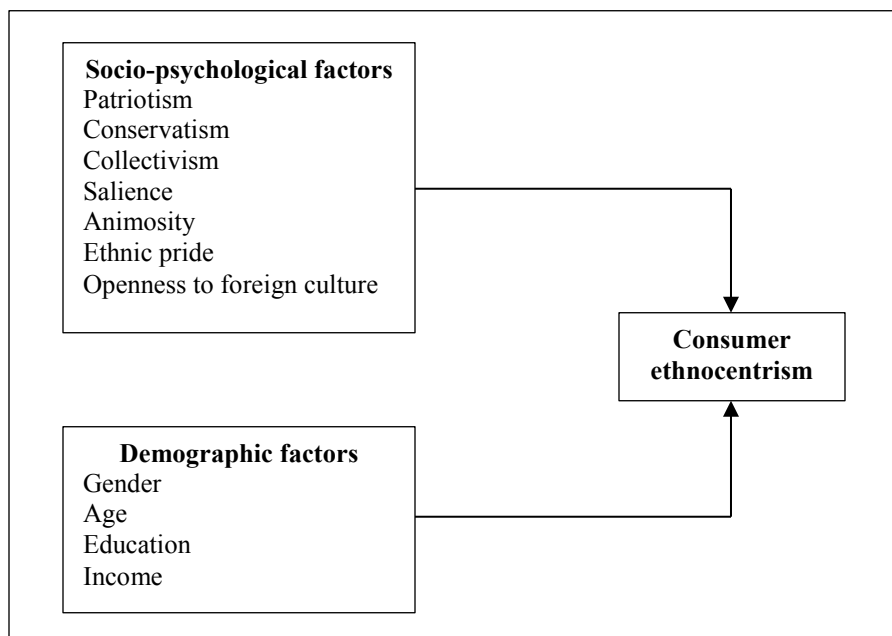 Socio-psychological factors
Patriotism
Conservatism
Collectivism
Salience
Animosity
Ethnic pride
Openness to foreign culture
Consumer
ethnocentrism
Demographic factors
Gender
Age
Education
Income